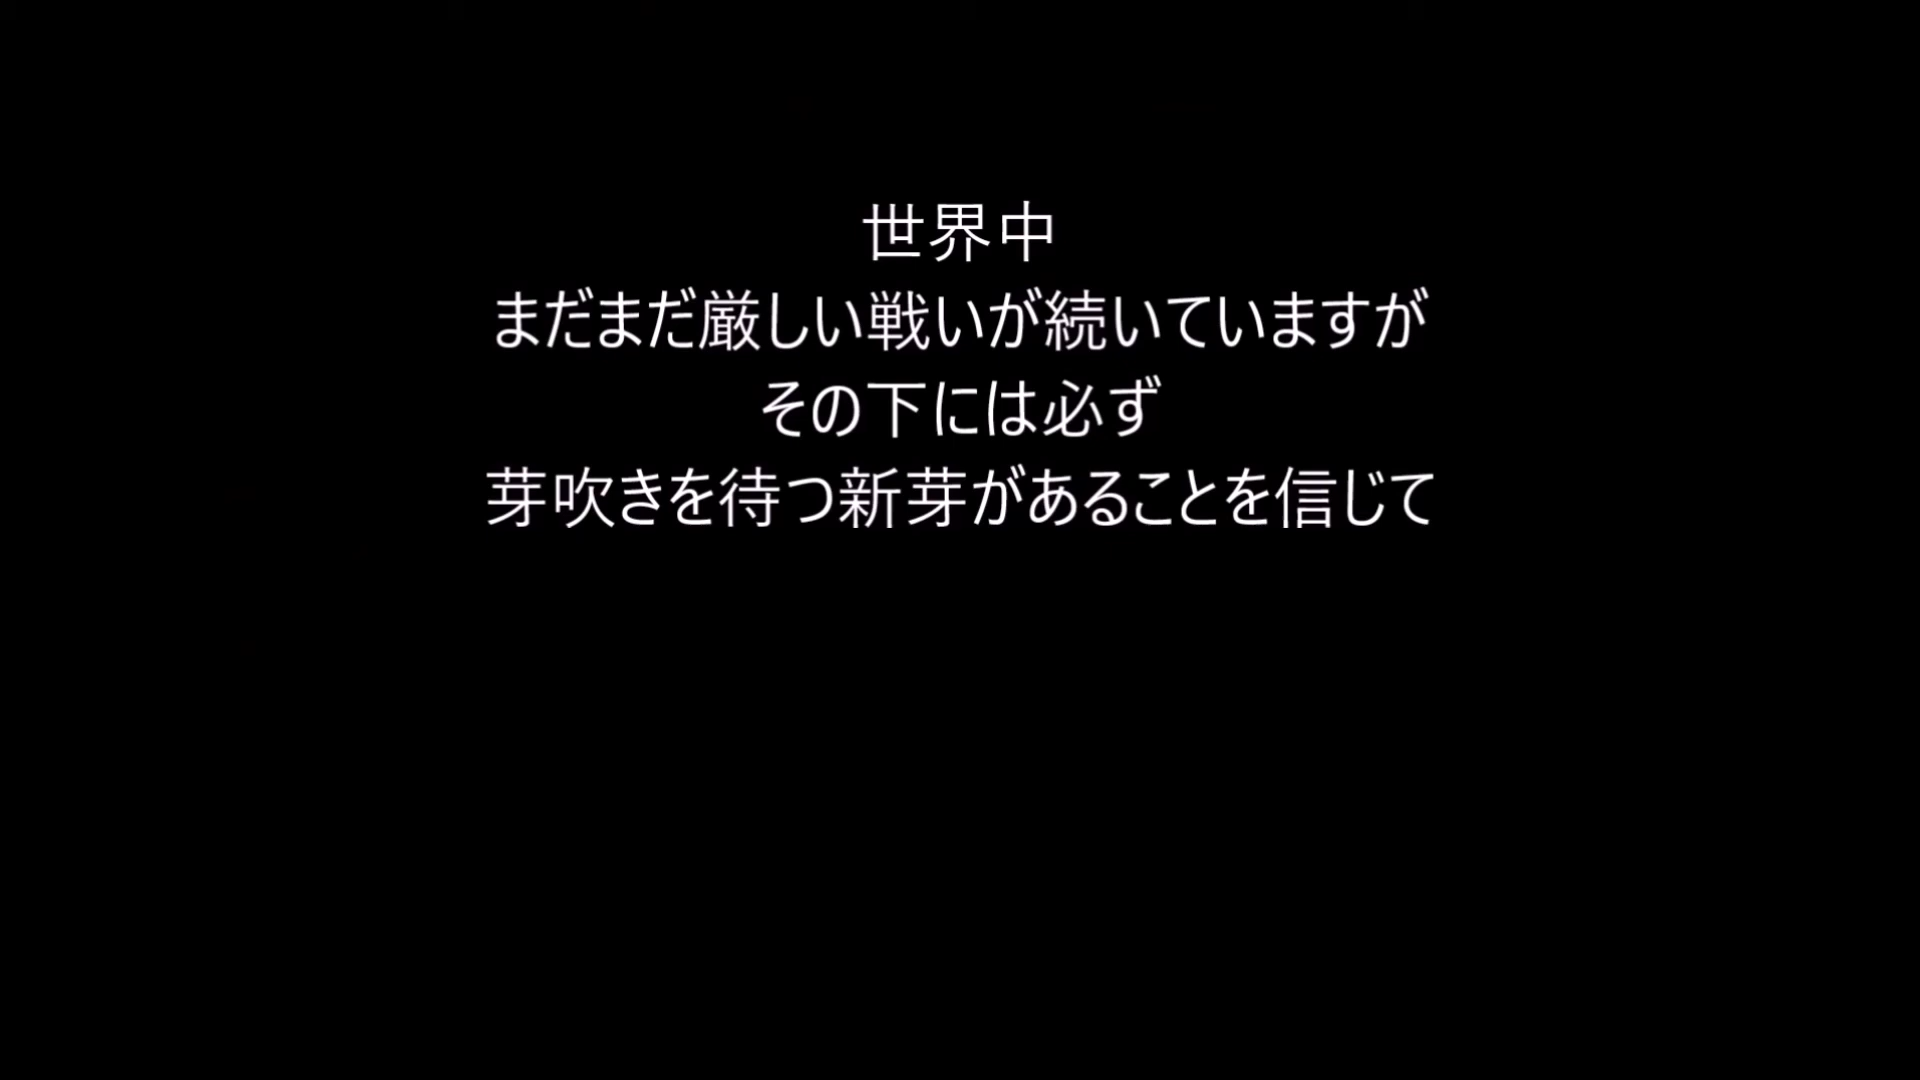 世界中
まだまだ厳しい戦いが続いていますが
その下には必ず
芽吹きを待つ新芽があることを信じて